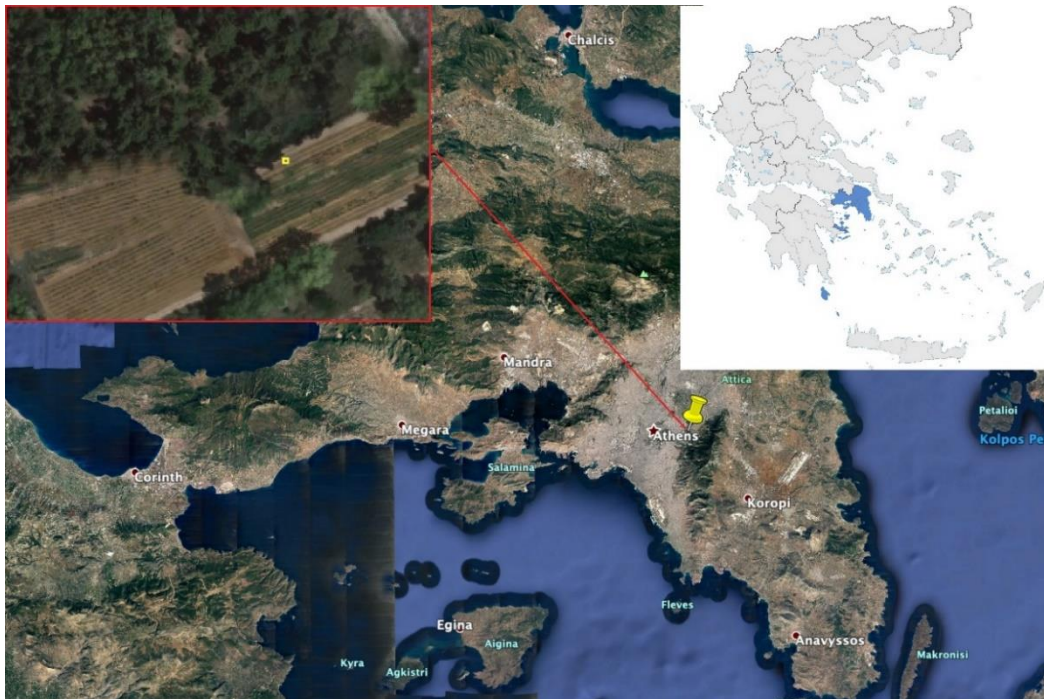 Chalcis
Mandra
Attica
Petalioi
Megara
Athens
Kolpos Pe
Salamina
Corinth
Koropi
Fleves
Egina
Aigina
Anavyssos
Kyra
Agkistri
Makronisi